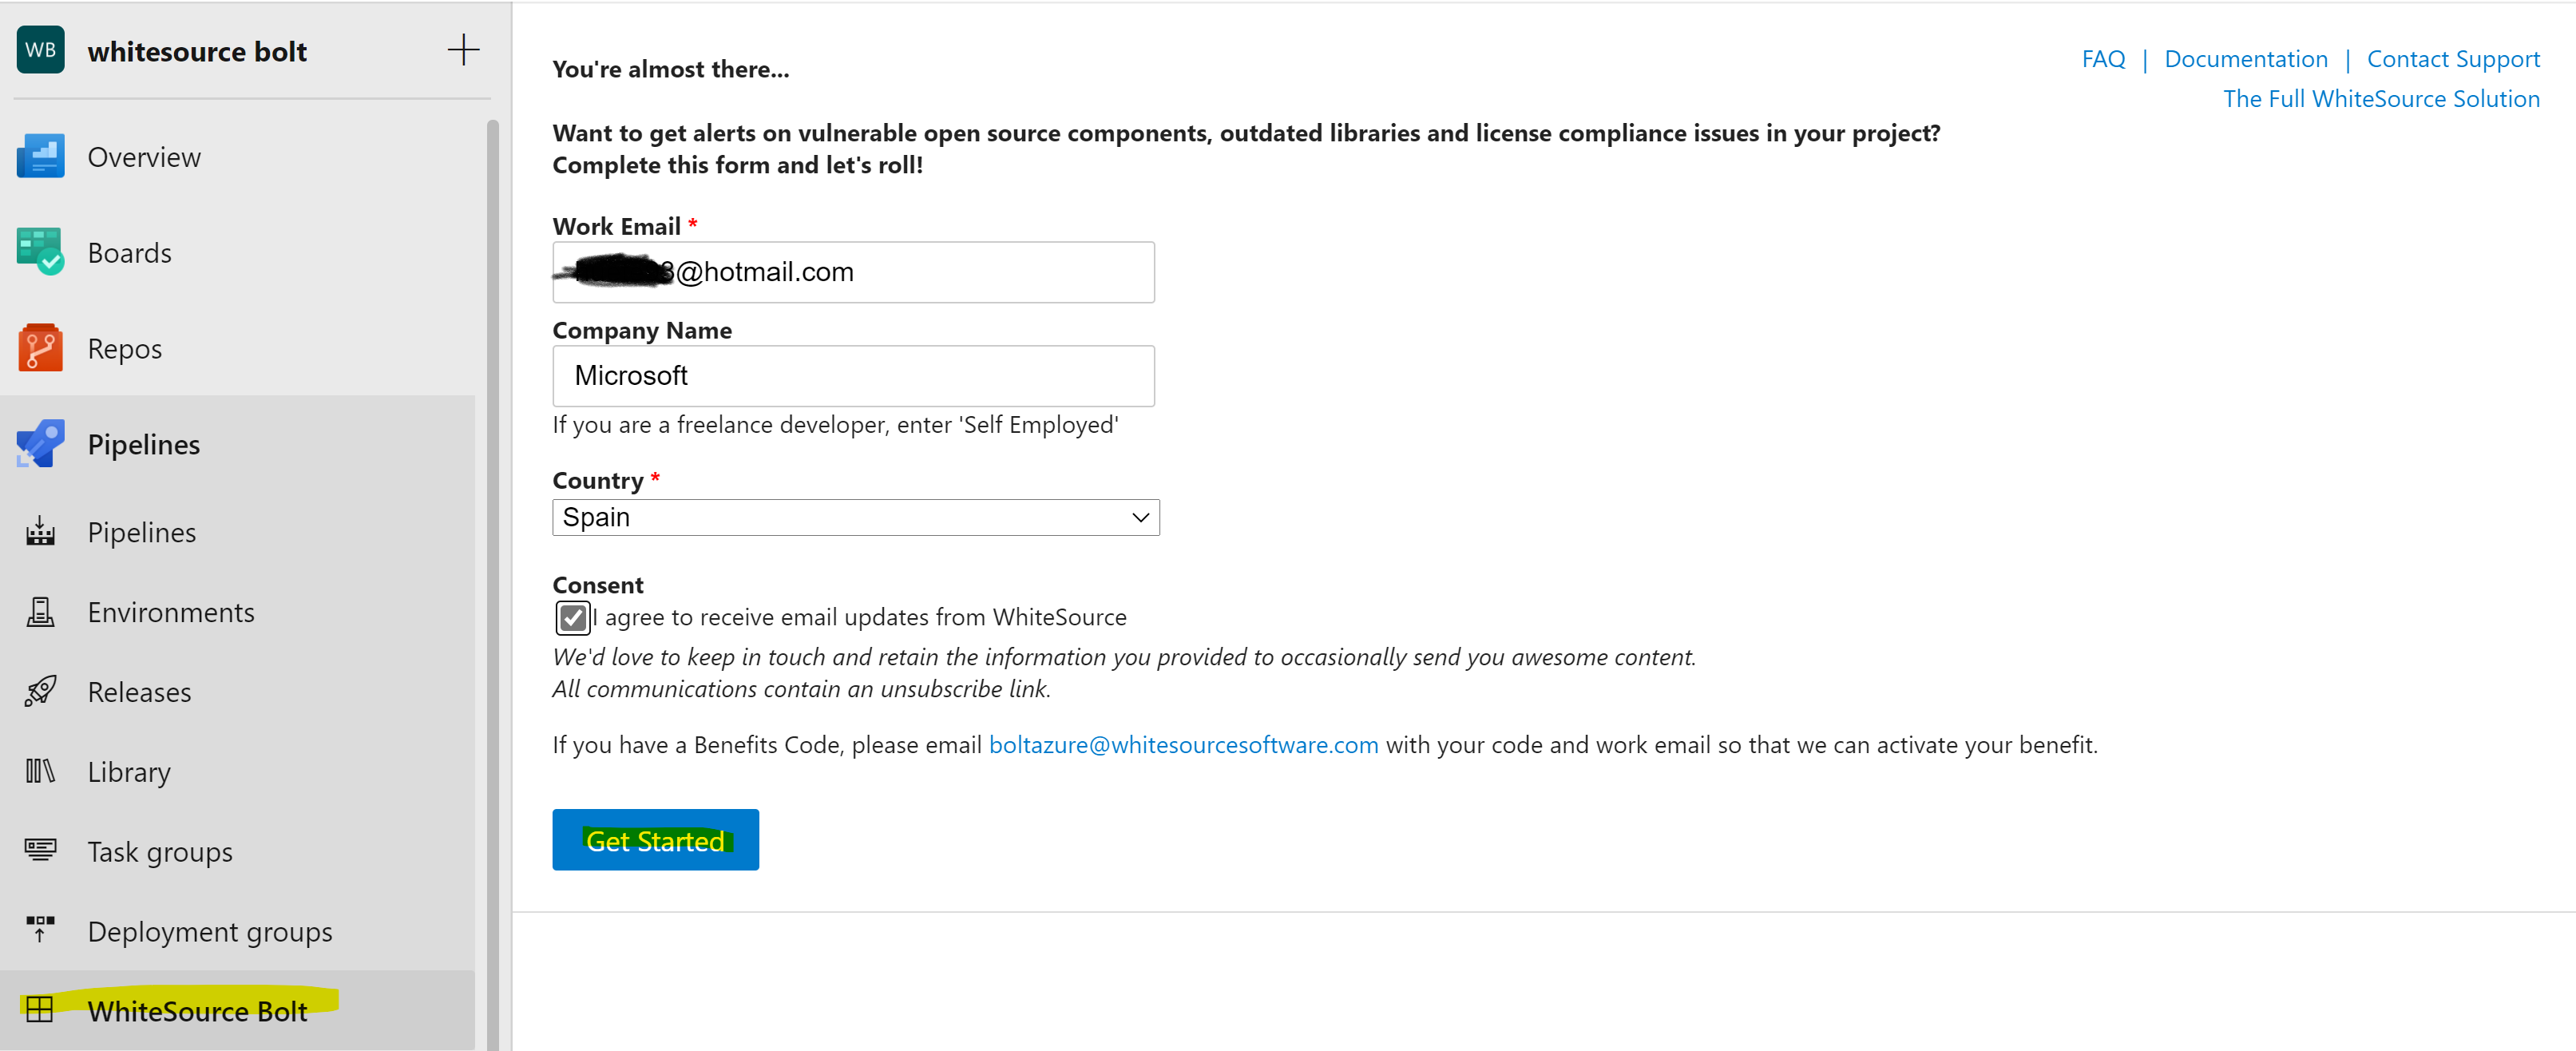 WB
whitesource bolt
Overview
Boards
Repos
Pipelines
Pipelines
Environments
Releases
Library
Task groups
Deployment groups
WhiteSource Bolt
FAQ | Documentation | Contact Support
The Full WhiteSource Solution
You're almost there...
Want to get alerts on vulnerable open source components, outdated libraries and license compliance issues in your project?
Complete this form and let's roll!
Work Email *
@hotmail.com
Company Name
Microsoft
If you are a freelance developer, enter 'Self Employed'
Country *
Spain
Consent
I agree to receive email updates from WhiteSource
We'd love to keep in touch and retain the information you provided to occasionally send you awesome content.
All communications contain an unsubscribe link.
If you have a Benefits Code, please email boltazure@whitesourcesoftware.com with your code and work email so that we can activate your benefit.
Get Started